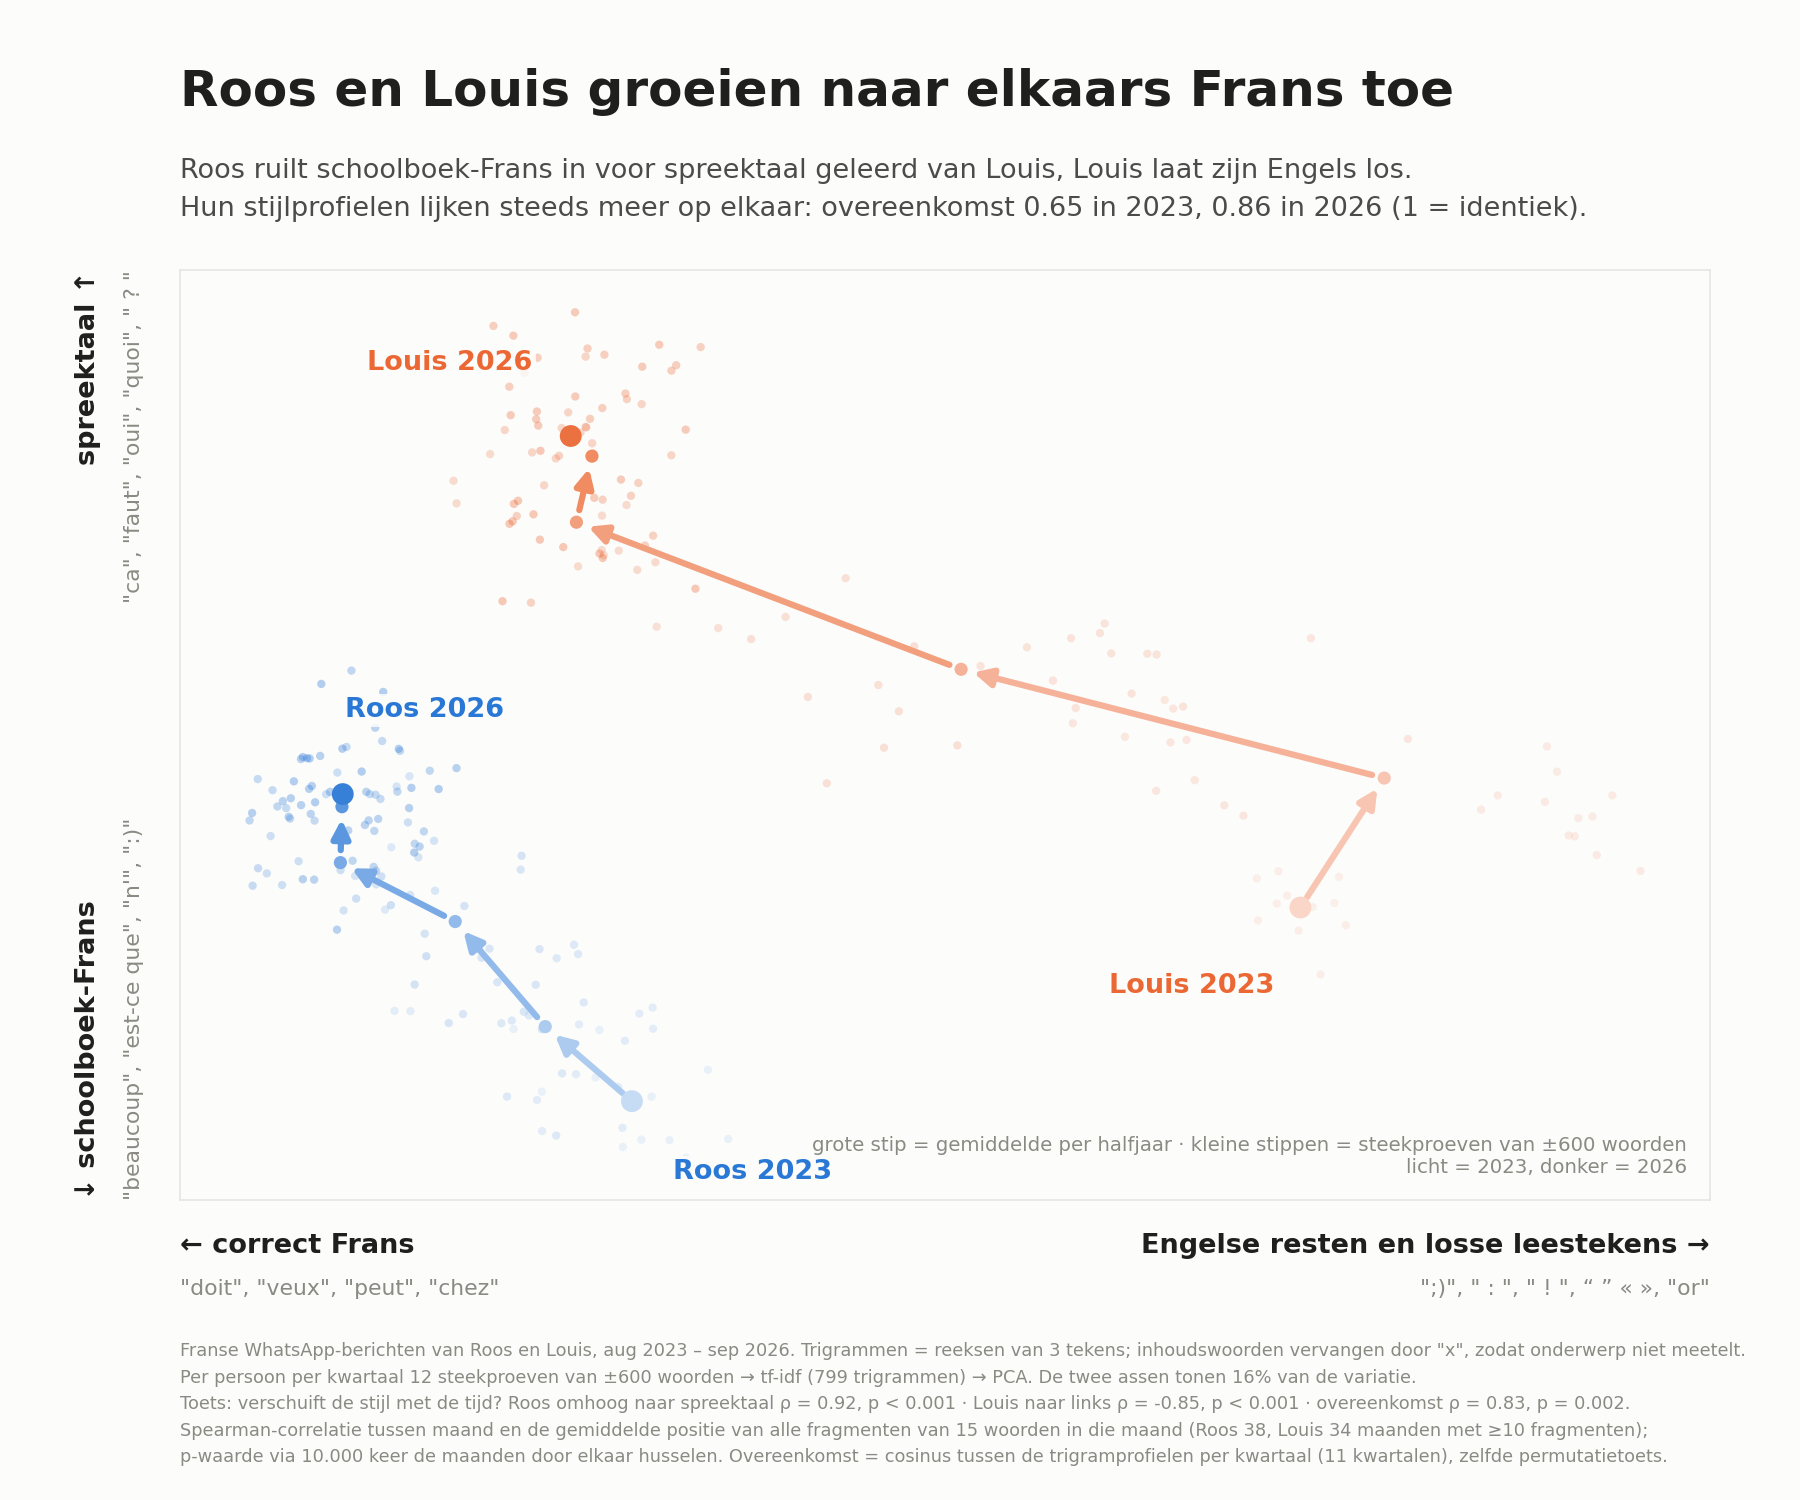 Roos en Louis groeien naar elkaars Frans toe
Roos ruilt schoolboek-Frans in voor spreektaal geleerd van Louis, Louis laat zijn Engels los.
Hun stijlprofielen lijken steeds meer op elkaar: overeenkomst 0.65 in 2023, 0.86 in 2026 (1 = identiek).
spreektaal ↑
"ca", "faut", "oui", "quoi", " ? "
↓ schoolboek-Frans
"beaucoup", "est-ce que", "n'", ":)"
Louis 2026
Roos 2026
Louis 2023
Roos 2023
grote stip = gemiddelde per halfjaar · kleine stippen = steekproeven van ±600 woorden
licht = 2023, donker = 2026
← correct Frans
Engelse resten en losse leestekens →
"doit", "veux", "peut", "chez"
";)", " : ", " ! ", “ ” « », "or"
Franse WhatsApp-berichten van Roos en Louis, aug 2023 – sep 2026. Trigrammen = reeksen van 3 tekens; inhoudswoorden vervangen door "x", zodat onderwerp niet meetelt.
Per persoon per kwartaal 12 steekproeven van ±600 woorden → tf-idf (799 trigrammen) → PCA. De twee assen tonen 16% van de variatie.
Toets: verschuift de stijl met de tijd? Roos omhoog naar spreektaal ρ = 0.92, p < 0.001 · Louis naar links ρ = -0.85, p < 0.001 · overeenkomst ρ = 0.83, p = 0.002.
Spearman-correlatie tussen maand en de gemiddelde positie van alle fragmenten van 15 woorden in die maand (Roos 38, Louis 34 maanden met ≥10 fragmenten);
p-waarde via 10.000 keer de maanden door elkaar husselen. Overeenkomst = cosinus tussen de trigramprofielen per kwartaal (11 kwartalen), zelfde permutatietoets.